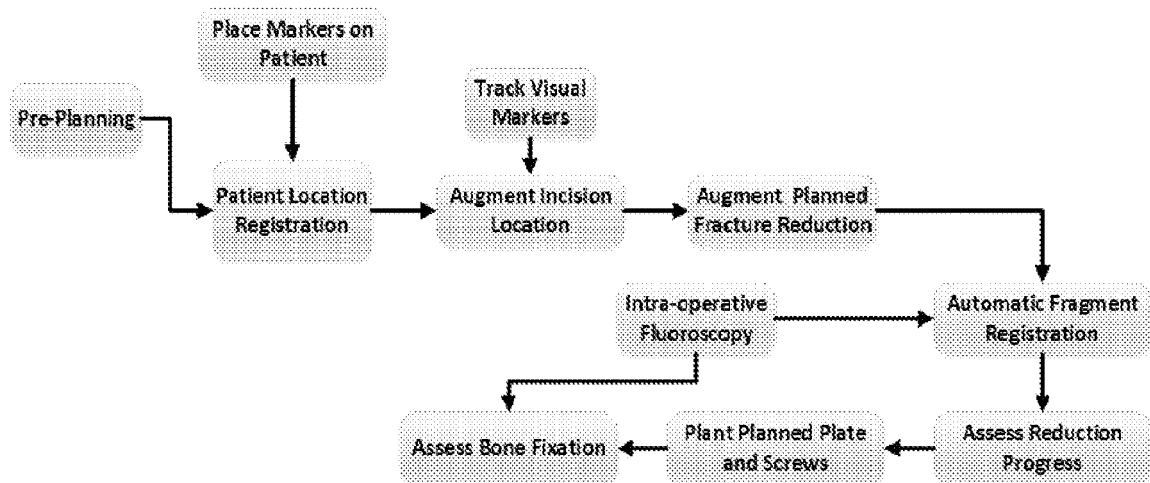 Place Markers on
Patient
Pre-Planning
Track Visual
Markers
Patient Location
Registration
Augment Incision
Location
Augment Planned
Fracture Reduction
Intra-operative
Fluoroscopy
Automatic Fragment
Registration
Assess Bone Fixation
Plant Planned Plate
and Screws
Assess Reduction
Progress